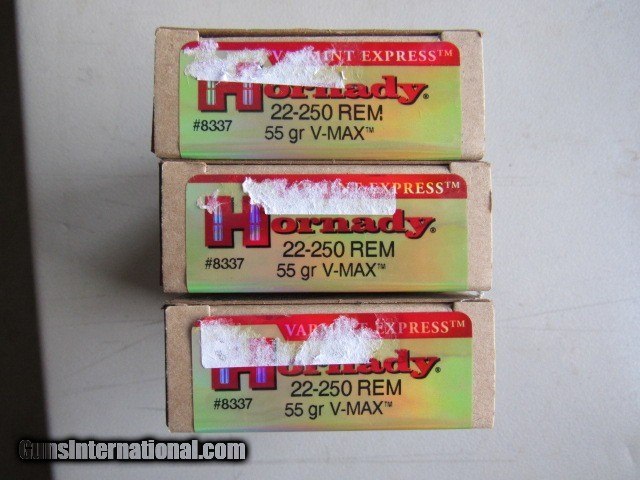 VARMINT EXPRESS™
Hornady®
22-250 REM
#8337
55 gr V-MAX™
EXPRESS™
Hornady®
22-250 REM
#8337
55 gr V-MAX™
VARMINT EXPRESS™
Hornady®
22-250 REM
#8337
55 gr V-MAX™
GunsInternational.com